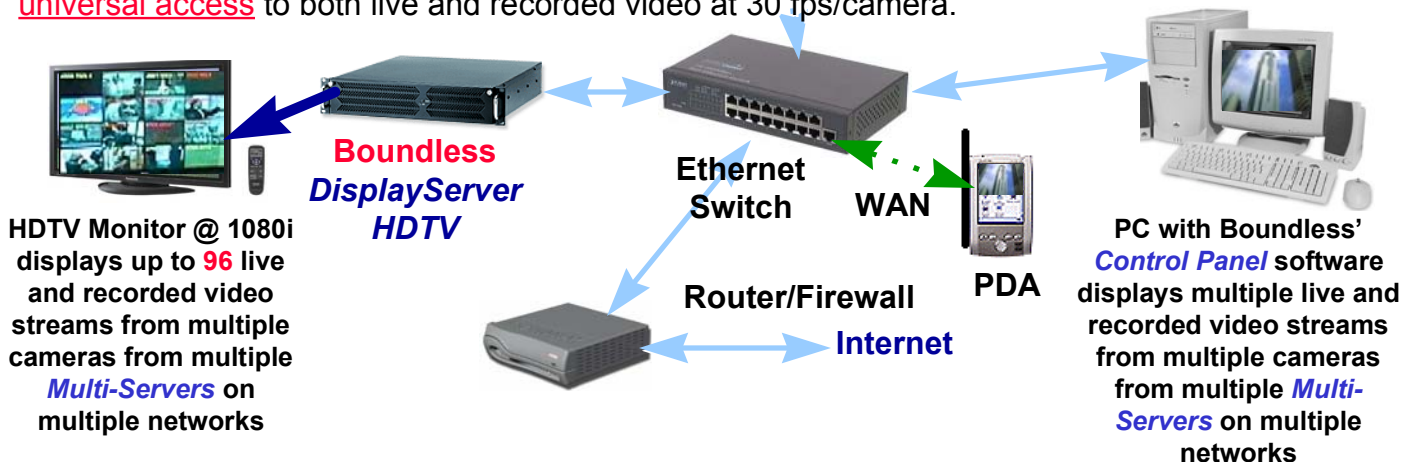 universal access to both live and recorded video at 30 fps/camera.
Boundless
DisplayServer
HDTV
Ethernet
Switch
WAN
PDA
HDTV Monitor @ 1080i
displays up to 96 live
and recorded video
streams from multiple
cameras from multiple
Multi-Servers on
multiple networks
Router/Firewall
Internet
PC with Boundless’
Control Panel software
displays multiple live and
recorded video streams
from multiple cameras
from multiple Multi-
Servers on multiple
networks